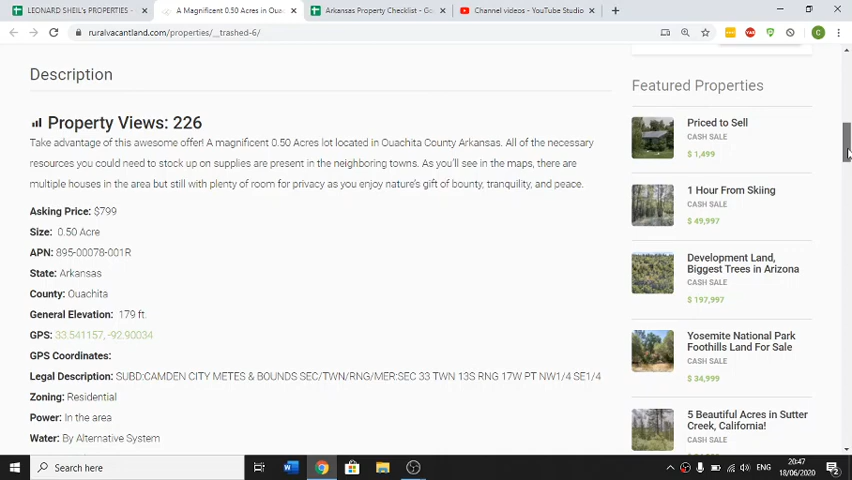 LEONARD SHEIL's PROPERTIES -
A Magnificent 0.50 Acres in Oua
Arkansas Property Checklist - Go
Channel videos - YouTube Studio
ruralvacantland.com/properties/__trashed-6/
Description
Property Views: 226
Take advantage of this awesome offer! A magnificent 0.50 Acres lot located in Ouachita County Arkansas. All of the necessary
resources you could need to stock up on supplies are present in the neighboring towns. As you'll see in the maps, there are
multiple houses in the area but still with plenty of room for privacy as you enjoy nature's gift of bounty, tranquility, and peace.
Asking Price: $799
Size: 0.50 Acre
APN: 895-00078-001R
State: Arkansas
County: Ouachita
General Elevation: 179 ft.
GPS: 33.541157, -92.90034
GPS Coordinates:
Legal Description: SUBD:CAMDEN CITY METES & BOUNDS SEC/TWN/RNG/MER:SEC 33 TWN 13S RNG 17W PT NW1/4 SE1/4
Zoning: Residential
Power: In the area
Water: By Alternative System
Featured Properties
Priced to Sell
CASH SALE
$ 1,499
1 Hour From Skiing
CASH SALE
$ 49,997
Development Land,
Biggest Trees in Arizona
CASH SALE
$ 197,997
Yosemite National Park
Foothills Land For Sale
CASH SALE
$ 34,999
5 Beautiful Acres in Sutter
Creek, California!
CASH SALE
Search here
ENG
20:47
18/06/2020
2